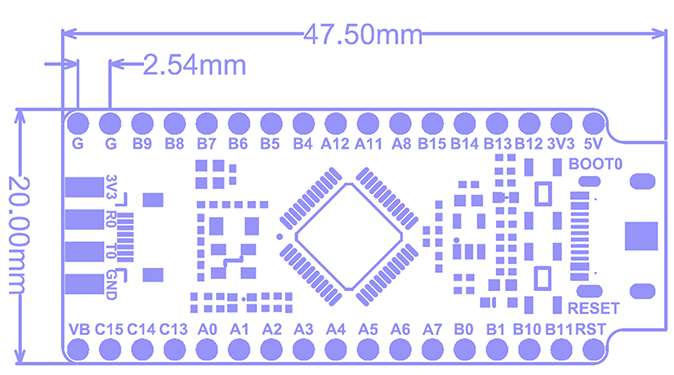 47.50mm
2.54mm
G G B9 B8 B7 B6 B5 B4 A12 A11 A8 B15 B14 B13 B12 3V3 5V
BOOT0
20.00mm
3V3
R0
T0
GND
RESET
VB C15 C14 C13 A0 A1 A2 A3 A4 A5 A6 A7 B0 B1 B10 B11 RST